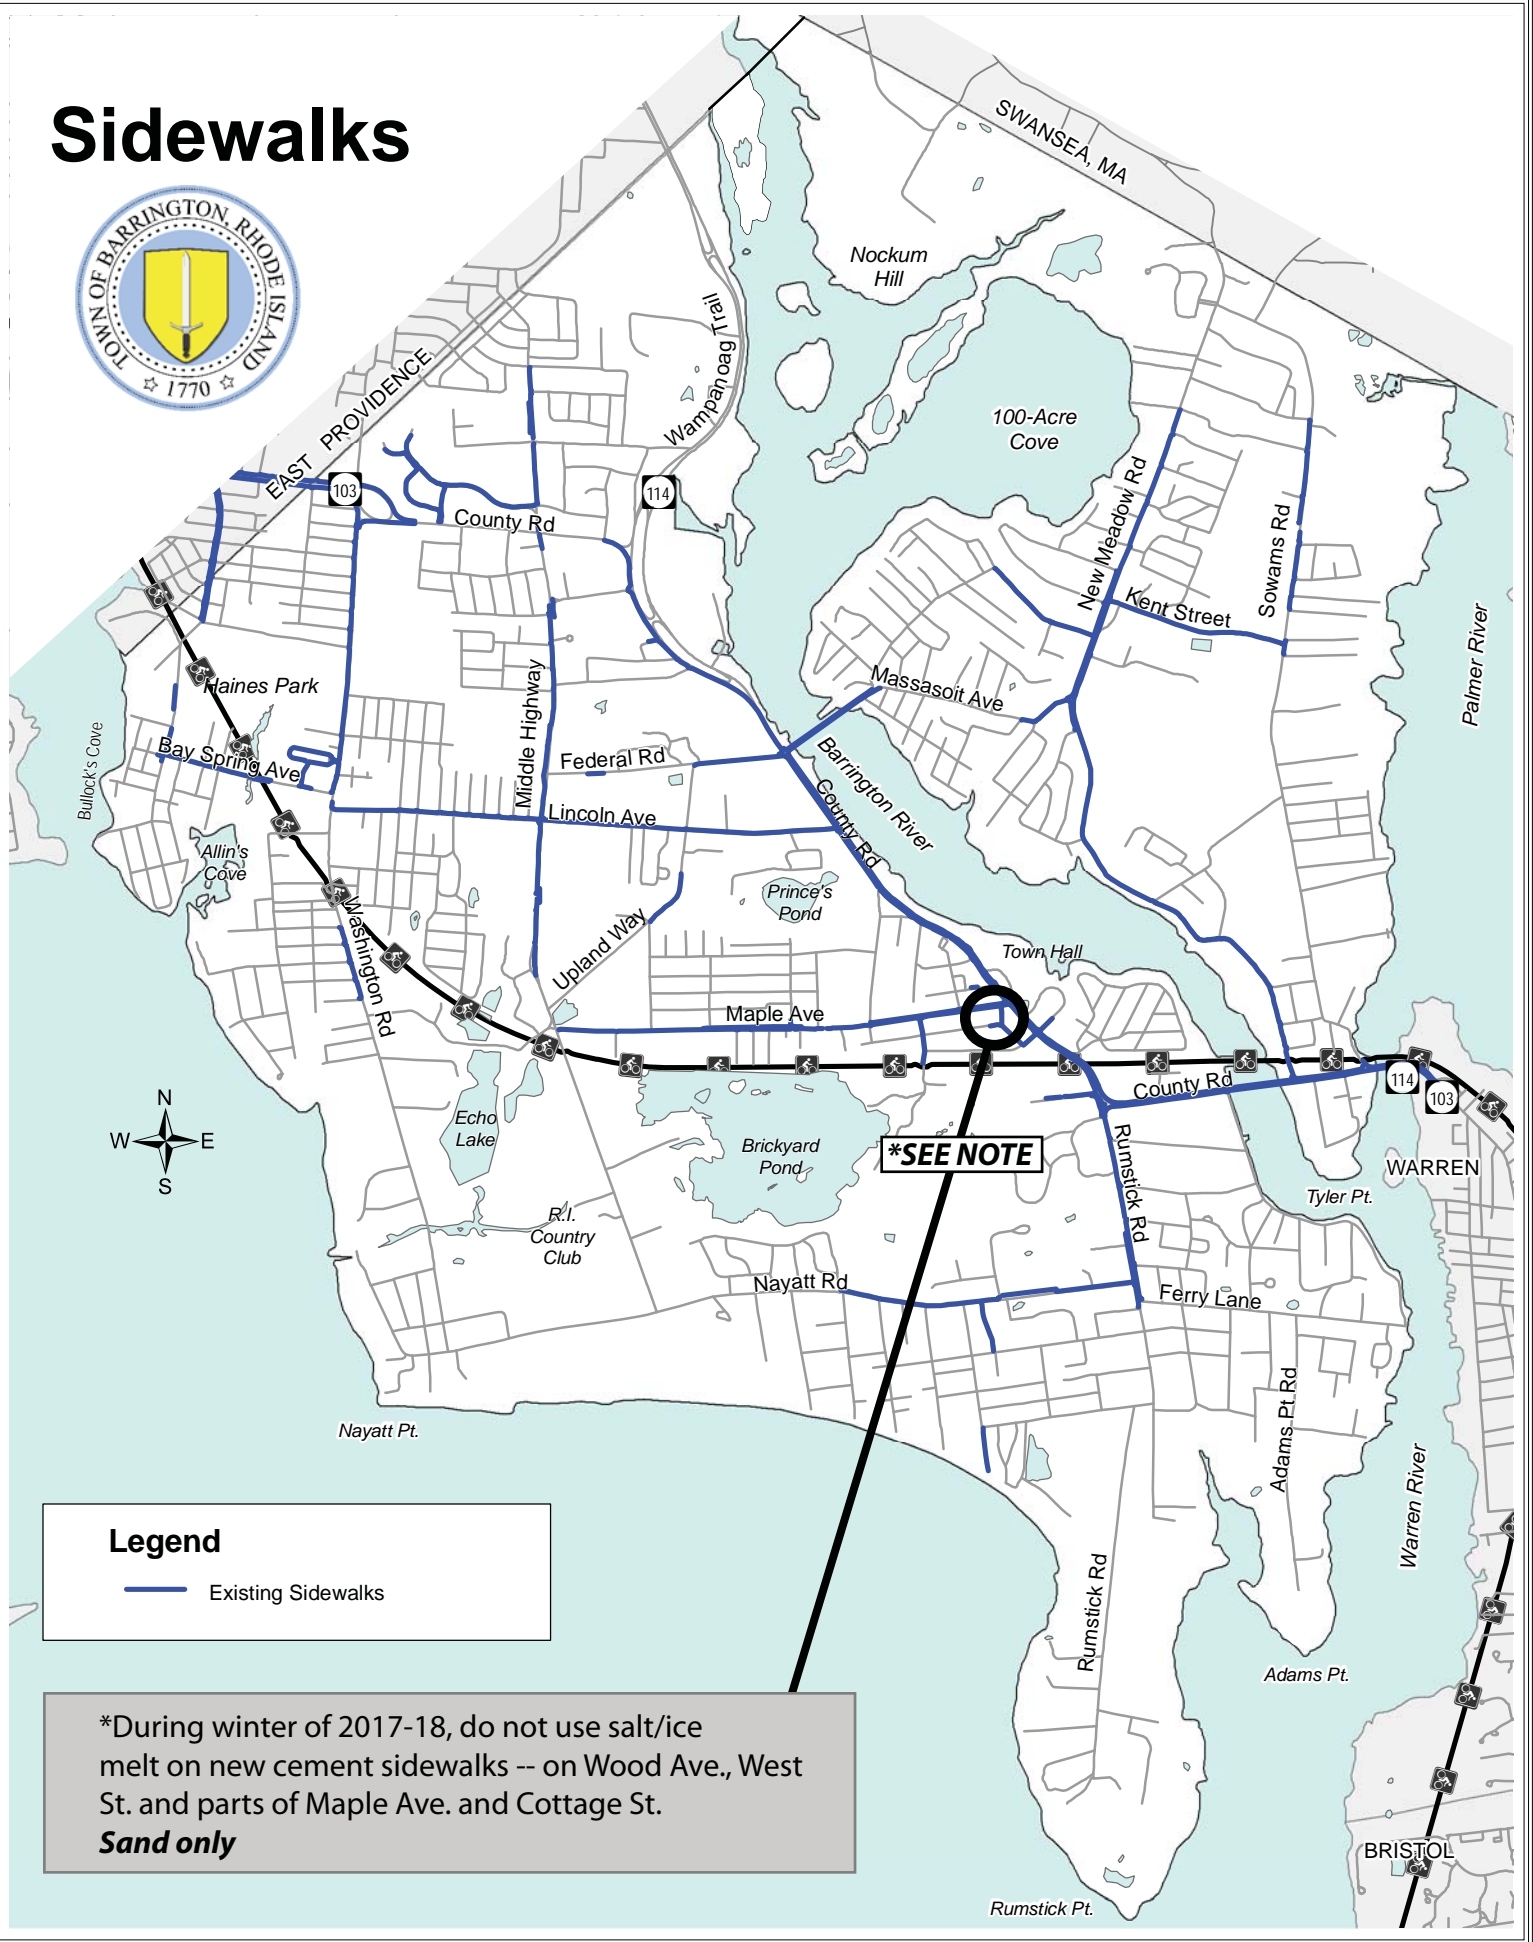 Sidewalks
TOWN OF BARRINGTON, RHODE ISLAND
1770
SWANSEA, MA
Nockum
Hill
Wampanoag Trail
EAST PROVIDENCE
100-Acre
Cove
103
114
County Rd
New Meadow Rd
Sowams Rd
Kent Street
Palmer River
Haines Park
Massasoit Ave
Middle Highway
Bullock's Cove
Bay Spring Ave
Federal Rd
Barrington River
County Rd
Lincoln Ave
Allin's
Cove
Prince's
Pond
Washington Rd
Upland Way
Town Hall
Maple Ave
County Rd
114
103
N
W E
S
Echo
Lake
Brickyard
Pond
*SEE NOTE
Rumstick Rd
WARREN
Tyler Pt.
R.I.
Country
Club
Nayatt Rd
Ferry Lane
Adams Pt Rd
Nayatt Pt.
Warren River
Legend
Existing Sidewalks
Rumstick Rd
Adams Pt.
*During winter of 2017-18, do not use salt/ice
melt on new cement sidewalks -- on Wood Ave., West
St. and parts of Maple Ave. and Cottage St.
Sand only
BRISTOL
Rumstick Pt.